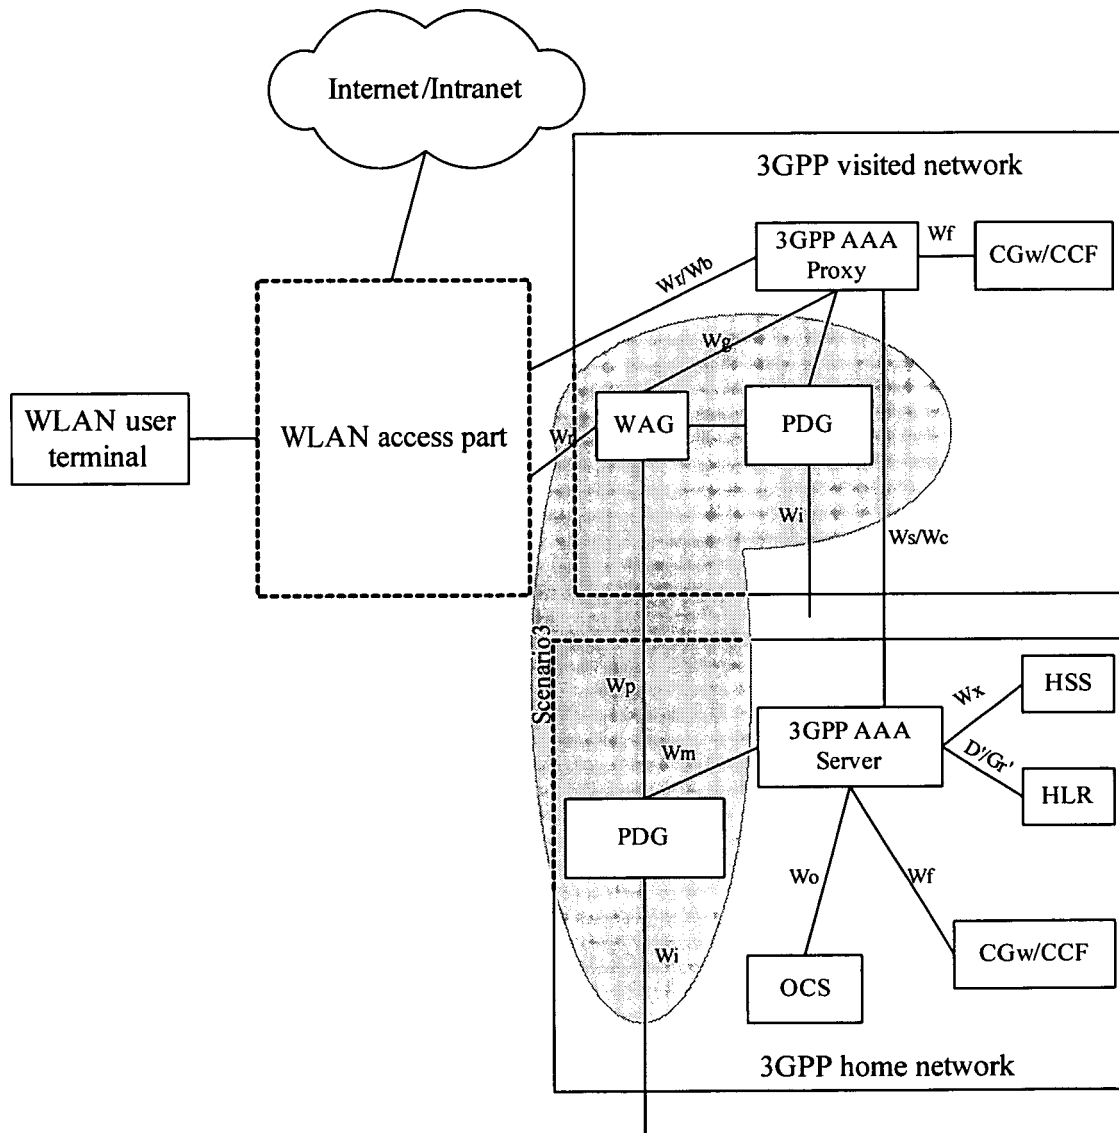 Internet/Intranet
3GPP visited network
3GPP AAA
Proxy
Wf
CGw/CCF
Wr/Wb
Wg
WLAN user
terminal
WLAN access part
WAG
PDG
Wi
Ws/Wc
Scenario3
Wp
HSS
Wx
3GPP AAA
Server
D'/Gr'
Wm
HLR
PDG
Wo
Wf
Wi
OCS
CGw/CCF
3GPP home network